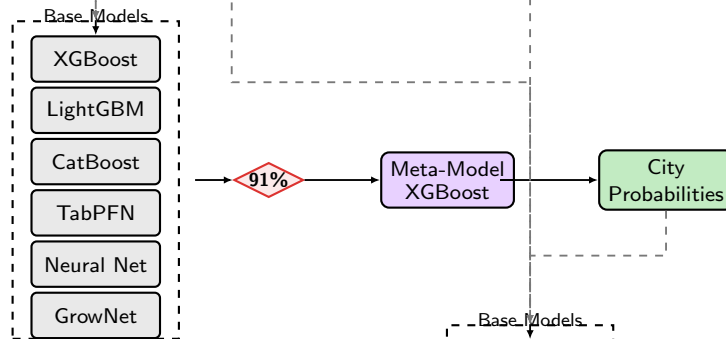 Base Models
XGBoost
LightGBM
CatBoost
TabPFN
Neural Net
GrowNet
91%
Meta-Model
XGBoost
City
Probabilities
Base Models